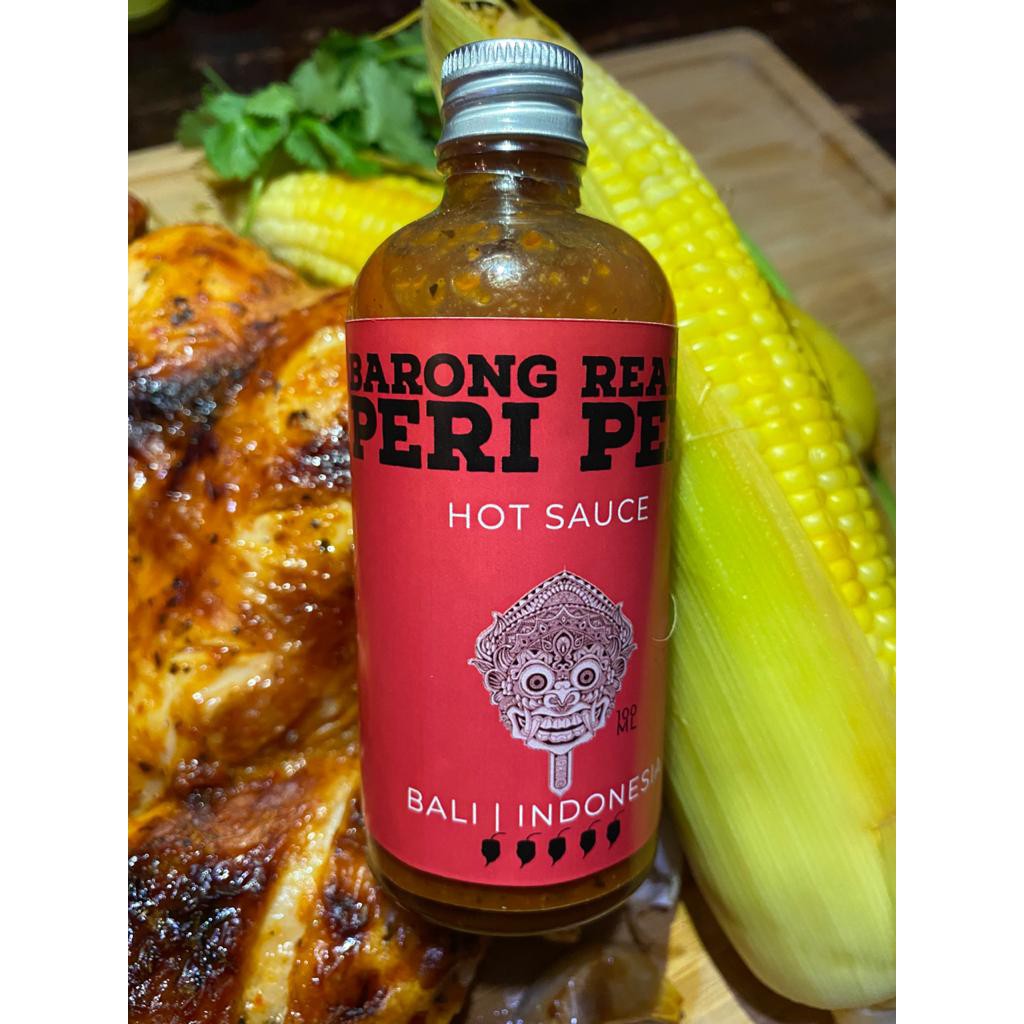 BARONG REA
PERI PE
HOT SAUCE
100
ML
BALI | INDONESIA